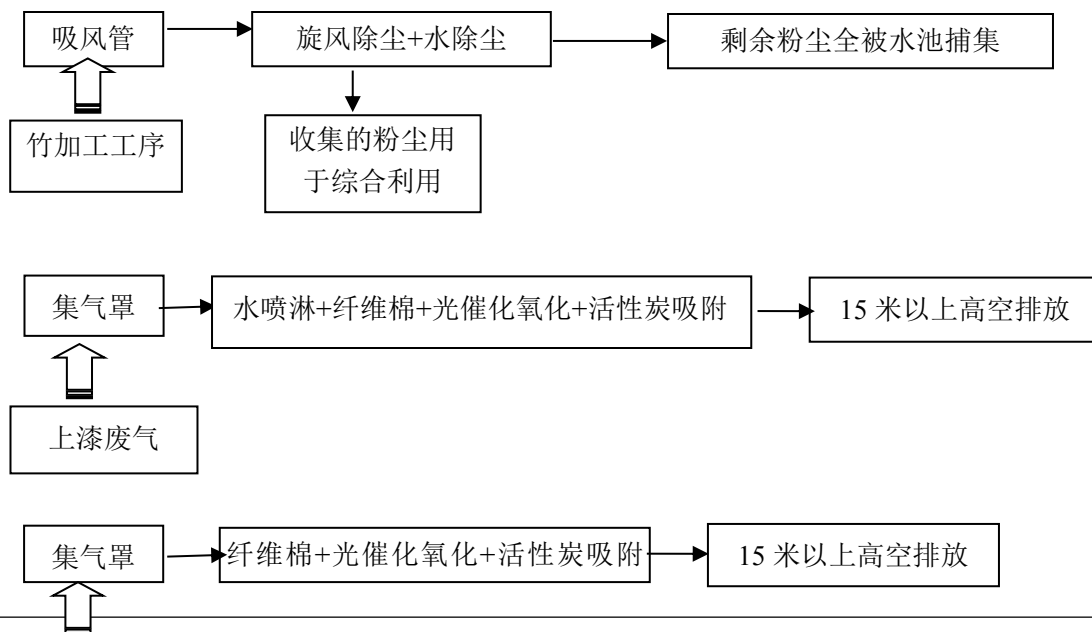 吸风管
旋风除尘+水除尘
剩余粉尘全被水池捕集
竹加工工序
收集的粉尘用
于综合利用
集气罩
水喷淋+纤维棉+光催化氧化+活性炭吸附
15 米以上高空排放
上漆废气
集气罩
纤维棉+光催化氧化+活性炭吸附
15 米以上高空排放